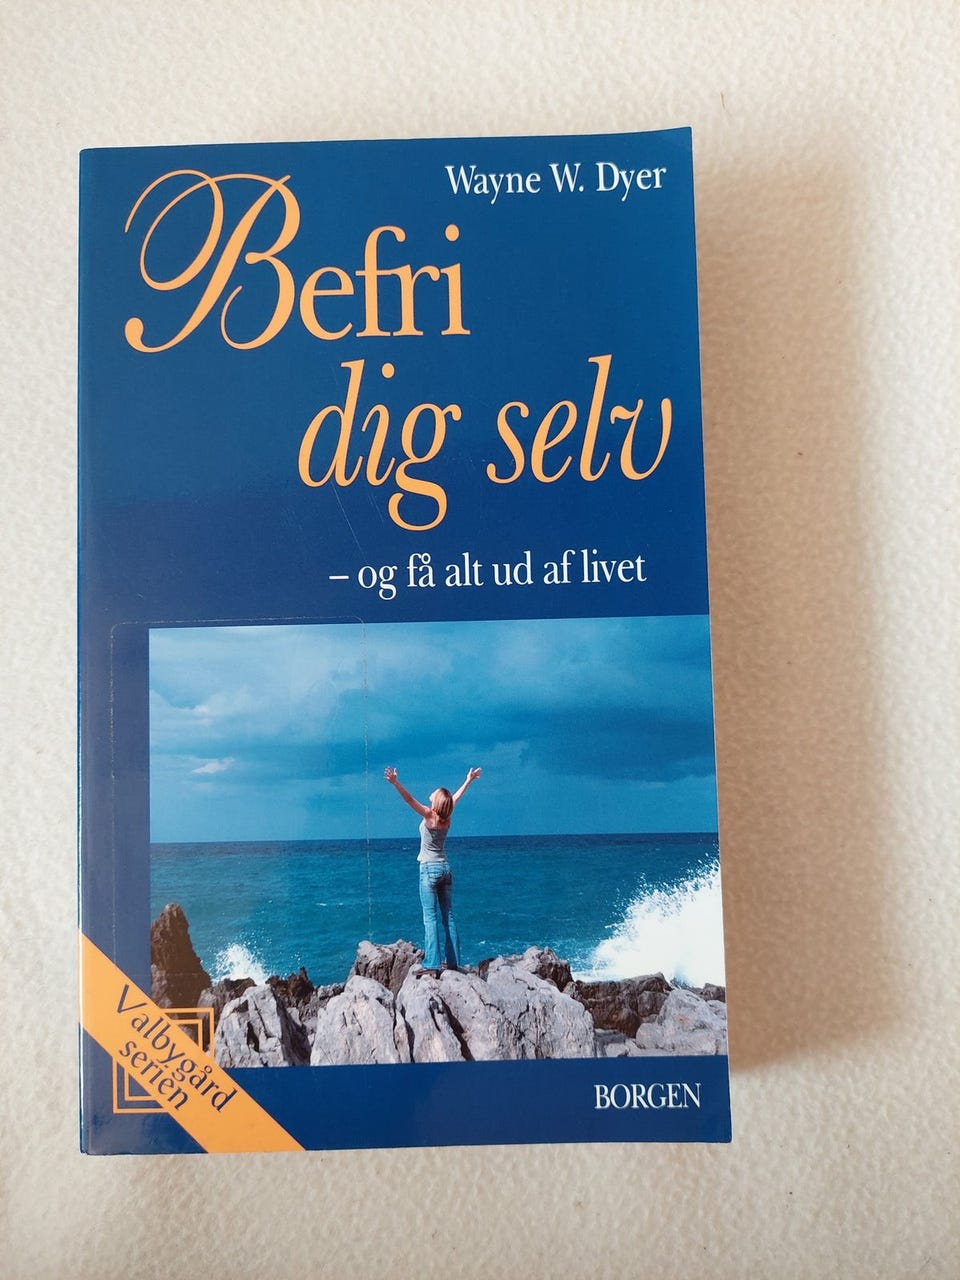 Wayne W. Dyer
Befri
dig selv
– og få alt ud af livet
Valbygård
serien
BORGEN